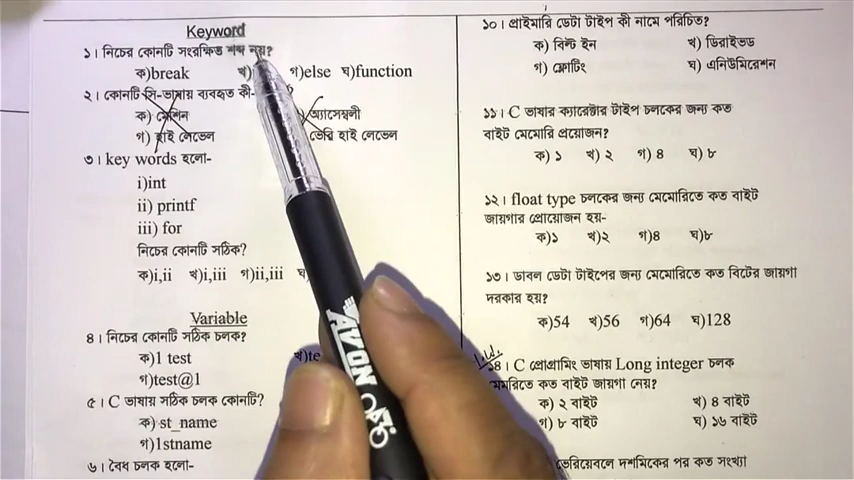 Keyword
১। নিচের কোনটি সংরক্ষিত শব্দ নয়?
ক)break খ) গ)else ঘ)function
২। কোনটি সি-ভাষায় ব্যবহৃত কী-
ক) মেশিন অ্যাসেম্বলী
গ) হাই লেভেল ভেরি হাই লেভেল
৩। key words হলো-
i)int
ii) printf
iii) for
নিচের কোনটি সঠিক?
ক)i,ii খ)i,iii গ)ii,iii
Variable
৪। নিচের কোনটি সঠিক চলক?
ক)1 test খ)te
গ)test@1
৫। C ভাষায় সঠিক চলক কোনটি?
ক) st_name
গ)1stname
৬। বৈধ চলক হলো-
১০। প্রাইমারি ডেটা টাইপ কী নামে পরিচিত?
ক) বিল্ট ইন খ) ডিরাইভড
গ) ফ্লোটিং ঘ) এনিউমিরেশন
১১। C ভাষার ক্যারেক্টার টাইপ চলকের জন্য কত
বাইট মেমোরি প্রয়োজন?
ক) ১ খ) ২ গ) 4 ঘ) ৮
১২। float type চলকের জন্য মেমোরিতে কত বাইট
জায়গার প্রোয়োজন হয়-
ক)১ খ)২ গ)4 ঘ)৮
১৩। ডাবল ডেটা টাইপের জন্য মেমোরিতে কত বিটের জায়গা
দরকার হয়?
ক)54 খ)56 গ)64 ঘ)128
১৪। C প্রোগ্রামিং ভাষায় Long integer চলক
মেমরিতে কত বাইট জায়গা নেয়?
ক) ২ বাইট খ) ৪ বাইট
গ) ৮ বাইট ঘ) ১৬ বাইট
ভেরিয়েবলে দশমিকের পর কত সংখ্যা
AVON